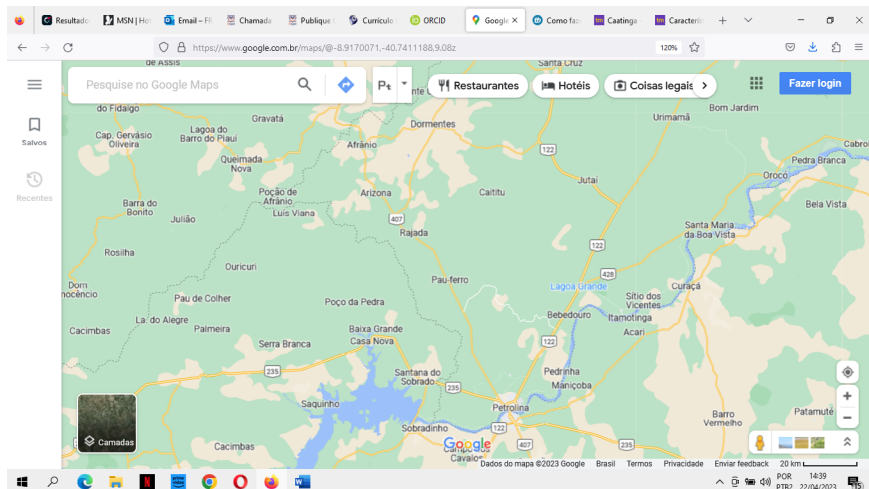 Resultado
MSN | Ho
Email – FI
Chamada
Publique
Currículo
ORCID
Google
Como faz
Caatinga -
Caracterís
https://www.google.com.br/maps/@-8.9170071,-40.7411188,9.08z
120%
de Assis
Santa Cruz
Pesquise no Google Maps
Restaurantes
Hotéis
Coisas legais
Fazer login
do Fidalgo
Gravatá
Bom Jardim
Urimamã
Dormentes
Cap. Gervásio
Oliveira
Lagoa do
Barro do Piauí
Afrânio
Salvos
122
Cabro
Queimada
Nova
Pedra Branca
Orocó
Jutaí
Recentes
Poção de
Afrânio
Arizona
Caititu
Barra do
Bonito
Bela Vista
Julião
Luís Viana
407
Rajada
Santa Maria
da Boa Vista
122
Rosilha
Ouricuri
428
Pau-ferro
Dom
nocêncio
Lagoa Grande
Curaçá
Pau de Colher
Poço da Pedra
Sítio dos
Vicentes
La. do Alegre
Bebedouro
Itamotinga
Cacimbas
Palmeira
Baixa Grande
Acari
Serra Branca
Casa Nova
122
235
Santana do
Sobrado
Pedrinha
235
Maniçoba
Saquinho
Petrolina
Barro
Vermelho
Patamuté
Sobradinho
122
Camadas
Cacimbas
Google
407
235
Campo dos
Cavalos
Dados do mapa ©2023 Google
Brasil
Termos
Privacidade
Enviar feedback
20 km
POR
PTB2
14:39
22/04/2023